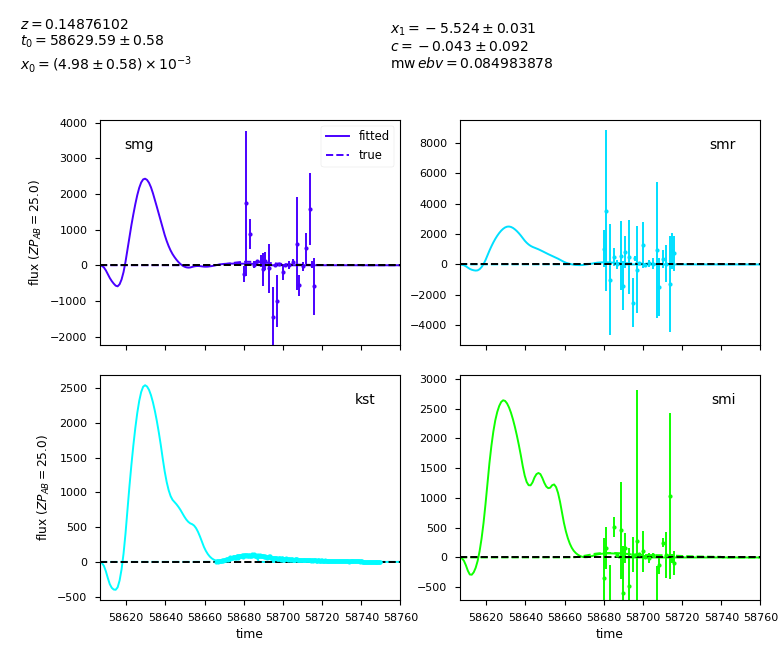 z = 0.14876102
t₀ = 58629.59 ± 0.58
x₀ = (4.98 ± 0.58) × 10⁻³
x₁ = −5.524 ± 0.031
c = −0.043 ± 0.092
mw ebv = 0.084983878
smg
fitted
true
4000
3000
2000
1000
0
−1000
−2000
flux (ZP_AB = 25.0)
smr
8000
6000
4000
2000
0
−2000
−4000
kst
2500
2000
1500
1000
500
0
−500
flux (ZP_AB = 25.0)
58620 58640 58660 58680 58700 58720 58740 58760
time
smi
3000
2500
2000
1500
1000
500
0
−500
58620 58640 58660 58680 58700 58720 58740 58760
time